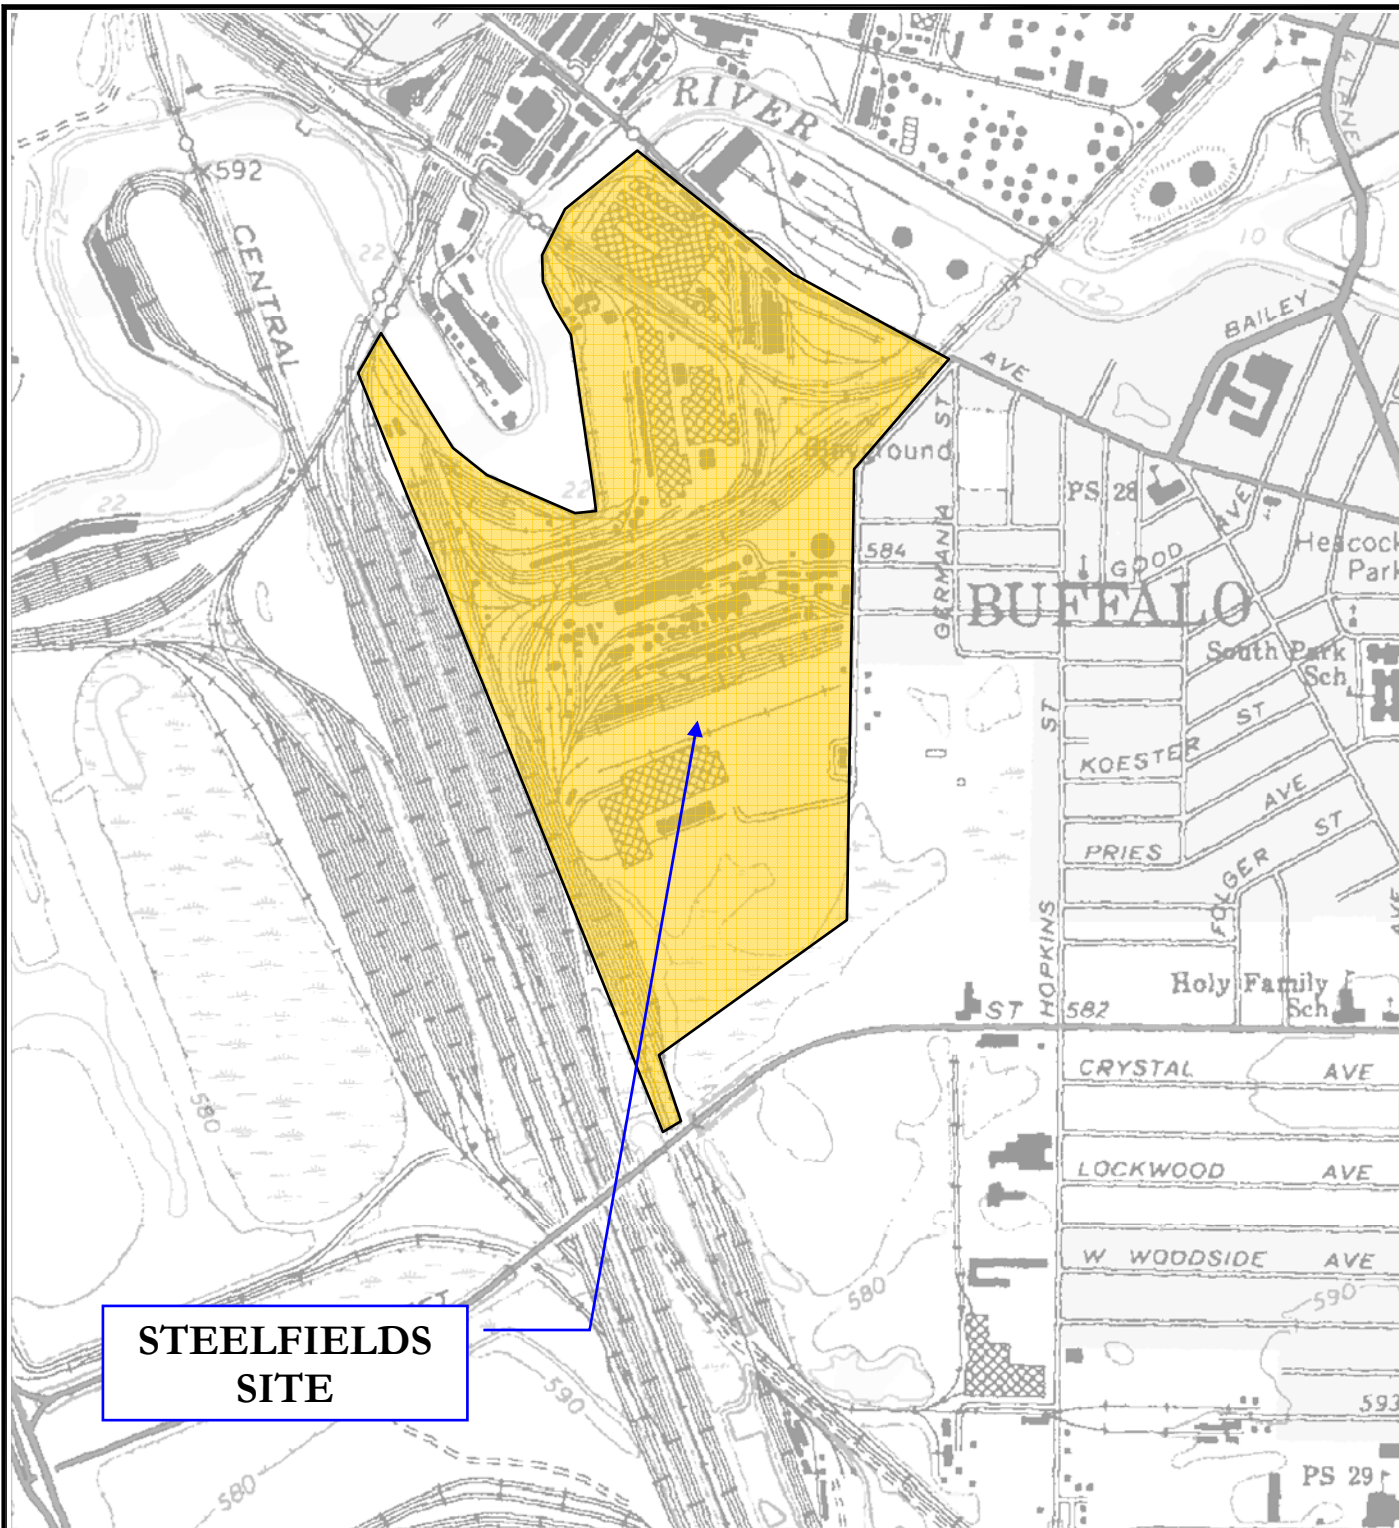 RIVER
592
CENTRAL
12
22
10
12
BAILEY
AVE
ST
22
22
PS 28
AVE
584
GERMANIA
GOOD
Heacock
Park
BUFFALO
South Park
Sch
ST
ST
KOESTER
AVE
ST
PRIES
FOLGER
HOPKINS
Holy Family
Sch
ST
582
CRYSTAL AVE
580
LOCKWOOD AVE
W WOODSIDE AVE
580
590
STEELFIELDS
SITE
590
593
580
PS 29